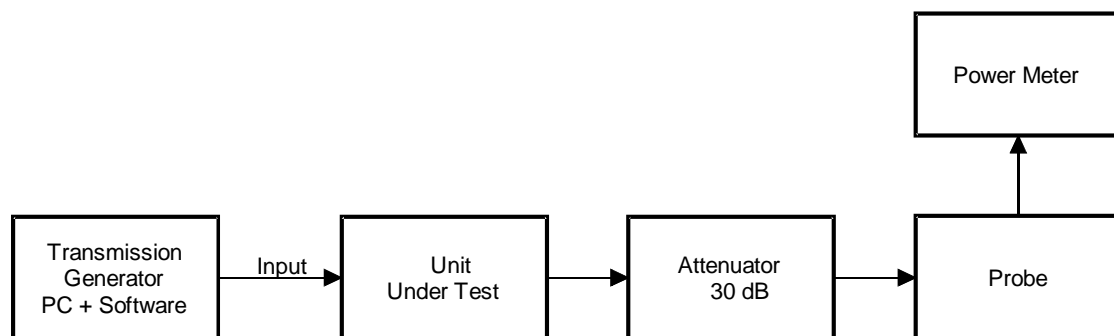 Power Meter
Transmission
Generator
PC + Software
Input
Unit
Under Test
Attenuator
30 dB
Probe